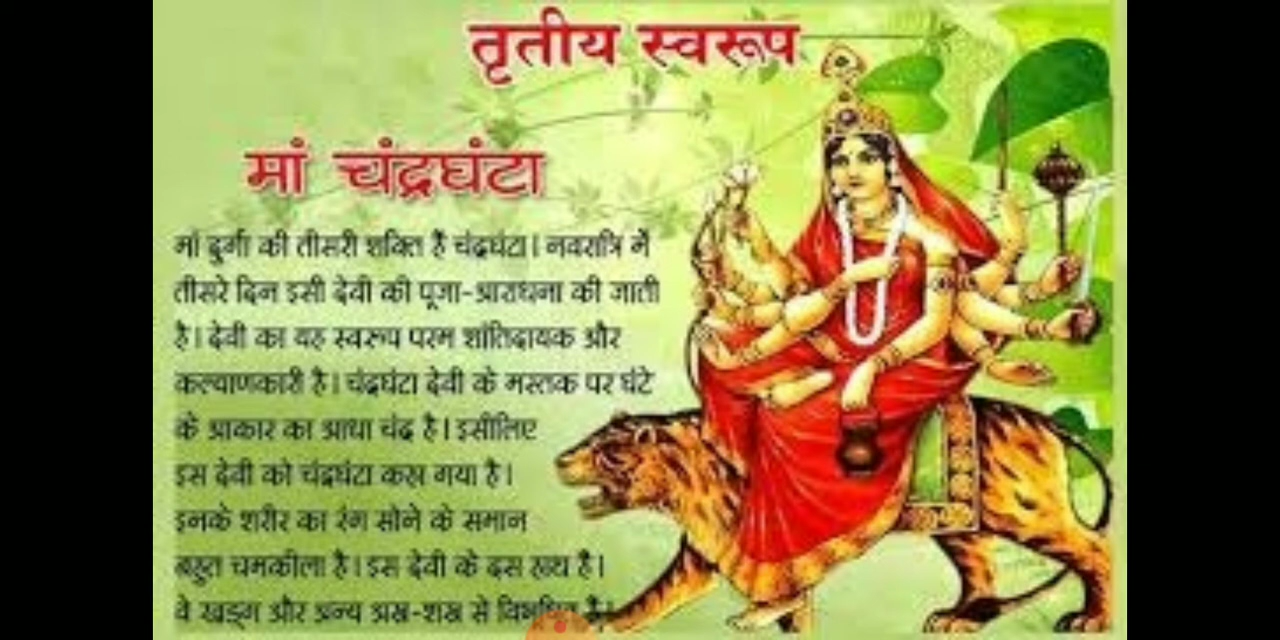 तृतीय स्वरूप
मां चंद्रघंटा
मां दुर्गा की तीसरी शक्ति हैं चंद्रघंटा। नवरात्रि में
तीसरे दिन इसी देवी की पूजा-आराधना की जाती
है। देवी का यह स्वरूप परम शांतिदायक और
कल्याणकारी है। चंद्रघंटा देवी के मस्तक पर घंटे
के आकार का आधा चंद्र है। इसीलिए
इस देवी को चंद्रघंटा कहा गया है।
इनके शरीर का रंग सोने के समान
बहुत चमकीला है। इस देवी के दस हाथ हैं।
वे खड्ग और अन्य अस्त्र-शस्त्र से विभूषित हैं।